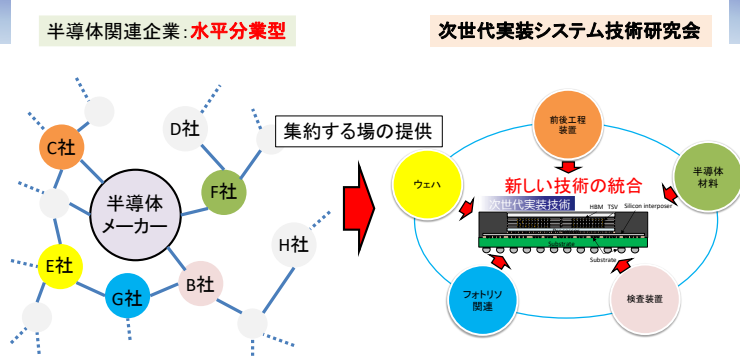 半導体関連企業：水平分業型
次世代実装システム技術研究会
C社
D社
F社
半導体
メーカー
E社
G社
B社
H社
集約する場の提供
前後工程
装置
ウェハ
半導体
材料
新しい技術の統合
次世代実装技術
HBM TSV Silicon interposer
Substrate
Substrate
フォトリソ
関連
検査装置